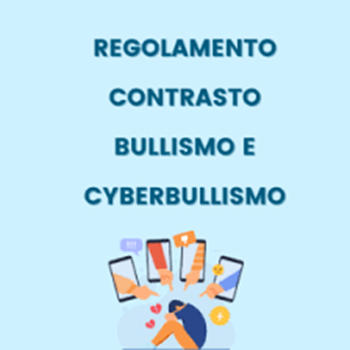 REGOLAMENTO
CONTRASTO
BULLISMO E
CYBERBULLISMO